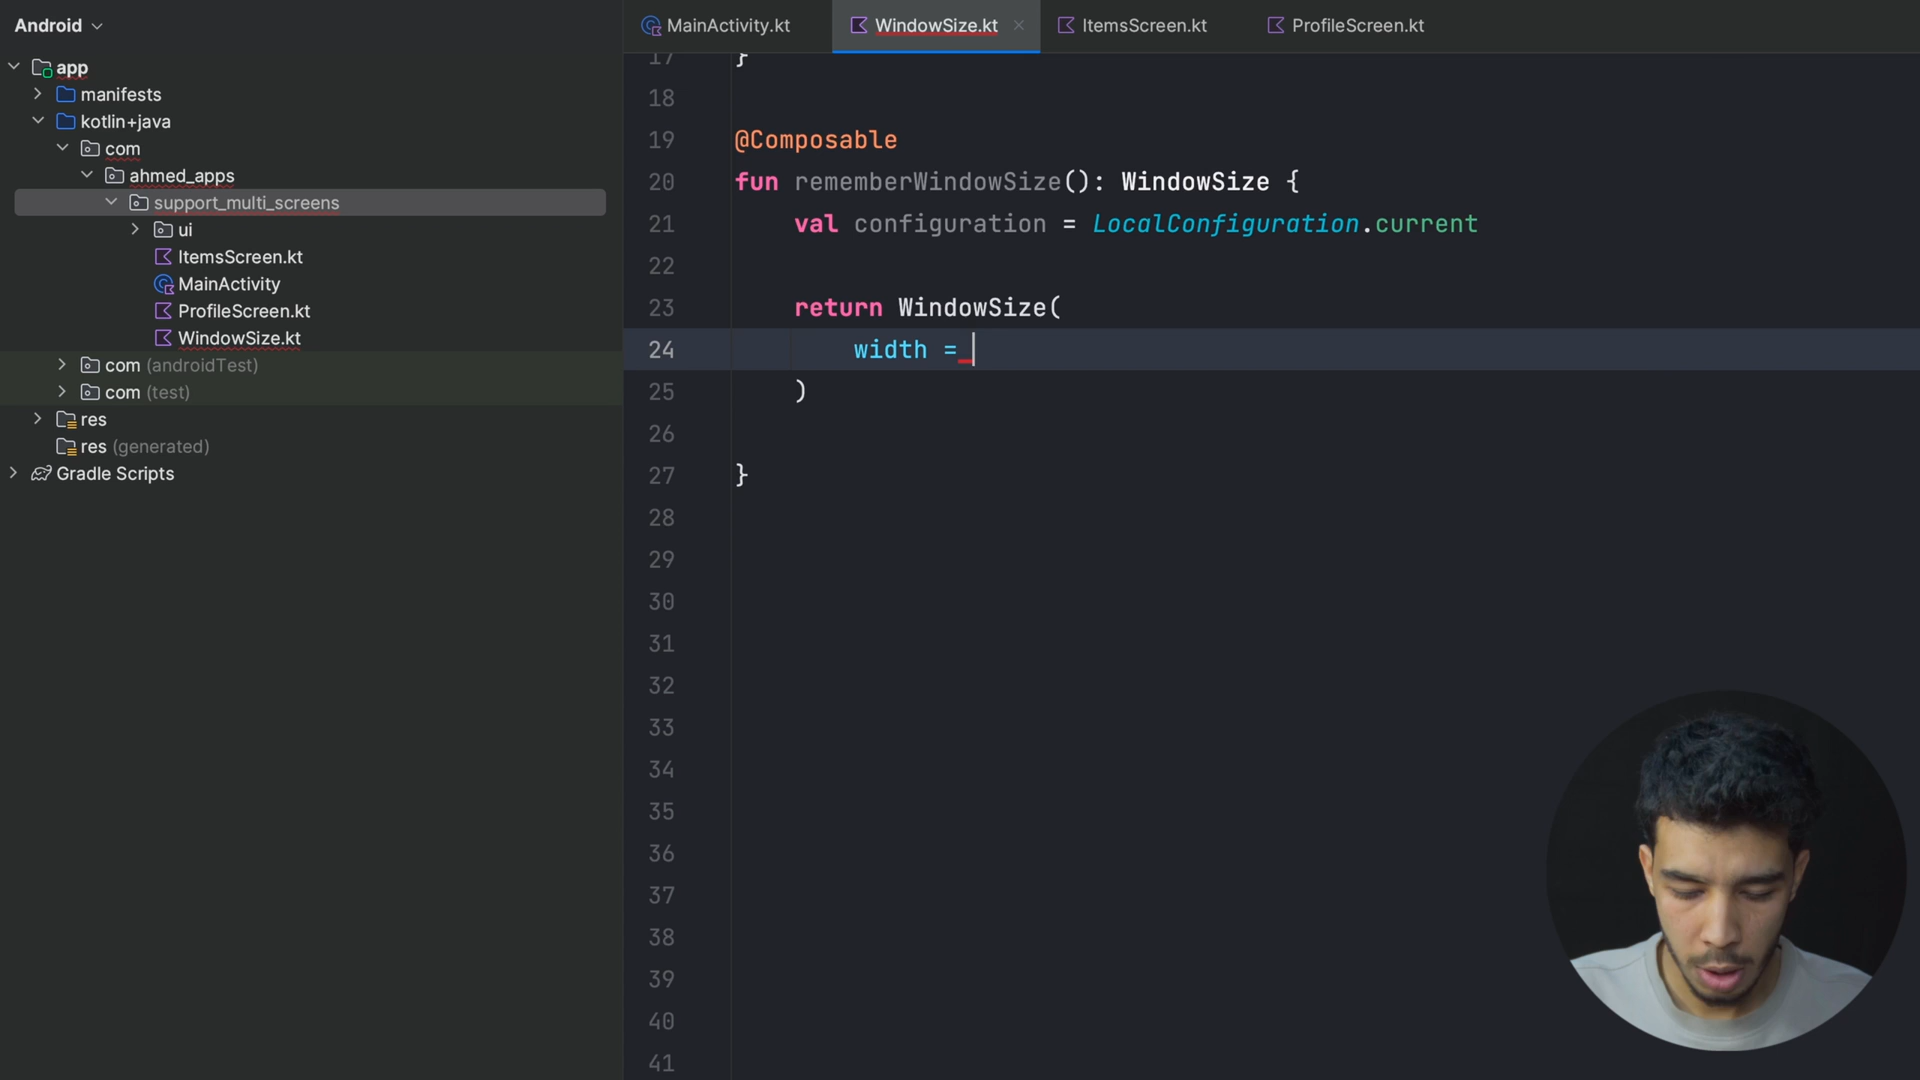 Android
app
manifests
kotlin+java
com
ahmed_apps
support_multi_screens
ui
ItemsScreen.kt
MainActivity
ProfileScreen.kt
WindowSize.kt
com (androidTest)
com (test)
res
res (generated)
Gradle Scripts
MainActivity.kt
WindowSize.kt
ItemsScreen.kt
ProfileScreen.kt
17 }
18
19 @Composable
20 fun rememberWindowSize(): WindowSize {
21 val configuration = LocalConfiguration.current
22
23 return WindowSize(
24 width =
25 )
26
27 }
28
29
30
31
32
33
34
35
36
37
38
39
40
41